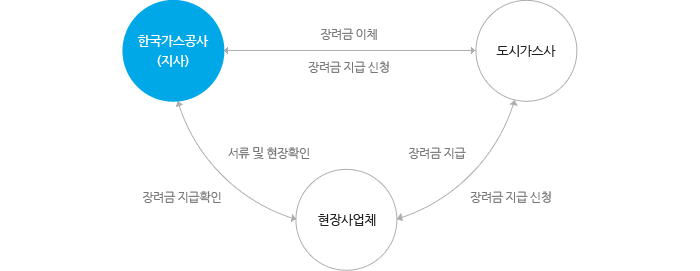 한국가스공사
(지사)
장려금 이체
장려금 지급 신청
도시가스사
서류 및 현장확인
장려금 지급확인
장려금 지급
장려금 지급 신청
현장사업체